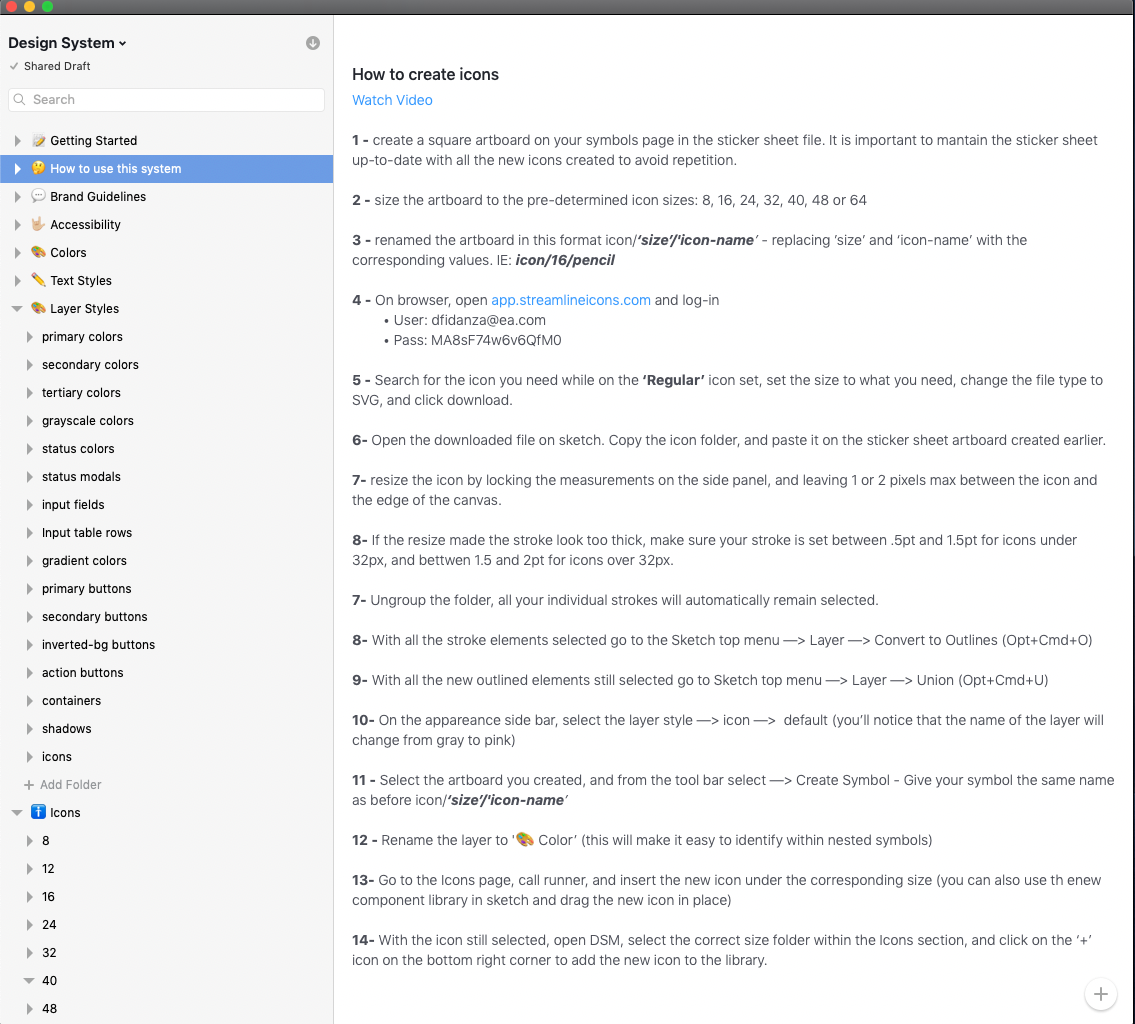 Design System
Shared Draft
Search
Getting Started
How to use this system
Brand Guidelines
Accessibility
Colors
Text Styles
Layer Styles
primary colors
secondary colors
tertiary colors
grayscale colors
status colors
status modals
input fields
Input table rows
gradient colors
primary buttons
secondary buttons
inverted-bg buttons
action buttons
containers
shadows
icons
+ Add Folder
Icons
8
12
16
24
32
40
48
How to create icons
Watch Video
1 - create a square artboard on your symbols page in the sticker sheet file. It is important to mantain the sticker sheet
up-to-date with all the new icons created to avoid repetition.
2 - size the artboard to the pre-determined icon sizes: 8, 16, 24, 32, 40, 48 or 64
3 - renamed the artboard in this format icon/‘size’/'icon-name’ - replacing ‘size’ and ‘icon-name’ with the
corresponding values. IE: icon/16/pencil
4 - On browser, open app.streamlineicons.com and log-in
• User: dfidanza@ea.com
• Pass: MA8sF74w6v6QfM0
5 - Search for the icon you need while on the ‘Regular’ icon set, set the size to what you need, change the file type to
SVG, and click download.
6- Open the downloaded file on sketch. Copy the icon folder, and paste it on the sticker sheet artboard created earlier.
7- resize the icon by locking the measurements on the side panel, and leaving 1 or 2 pixels max between the icon and
the edge of the canvas.
8- If the resize made the stroke look too thick, make sure your stroke is set between .5pt and 1.5pt for icons under
32px, and bettwen 1.5 and 2pt for icons over 32px.
7- Ungroup the folder, all your individual strokes will automatically remain selected.
8- With all the stroke elements selected go to the Sketch top menu —> Layer —> Convert to Outlines (Opt+Cmd+O)
9- With all the new outlined elements still selected go to Sketch top menu —> Layer —> Union (Opt+Cmd+U)
10- On the appareance side bar, select the layer style —> icon —> default (you’ll notice that the name of the layer will
change from gray to pink)
11 - Select the artboard you created, and from the tool bar select —> Create Symbol - Give your symbol the same name
as before icon/‘size’/'icon-name’
12 - Rename the layer to '🎨 Color’ (this will make it easy to identify within nested symbols)
13- Go to the Icons page, call runner, and insert the new icon under the corresponding size (you can also use th enew
component library in sketch and drag the new icon in place)
14- With the icon still selected, open DSM, select the correct size folder within the Icons section, and click on the ‘+’
icon on the bottom right corner to add the new icon to the library.